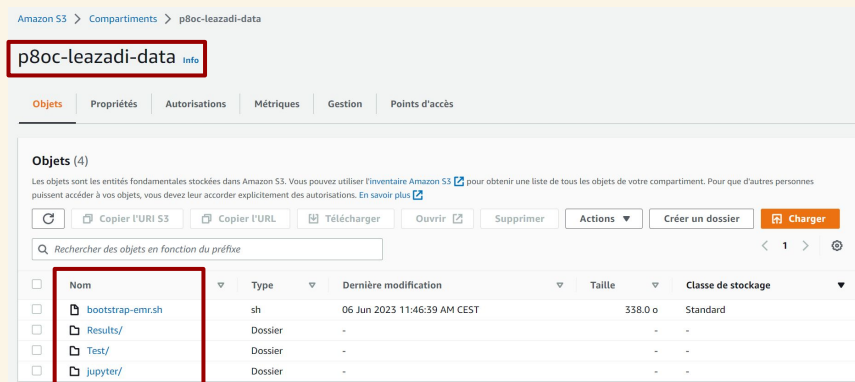 Amazon S3 > Compartiments > p8oc-leazadi-data
p8oc-leazadi-data Info
Objets Propriétés Autorisations Métriques Gestion Points d'accès
Objets (4)
Les objets sont les entités fondamentales stockées dans Amazon S3. Vous pouvez utiliser l'inventaire Amazon S3 pour obtenir une liste de tous les objets de votre compartiment. Pour que d'autres personnes
puissent accéder à vos objets, vous devez leur accorder explicitement des autorisations. En savoir plus
Copier l'URI S3 Copier l'URL Télécharger Ouvrir Supprimer Actions Créer un dossier Charger
Rechercher des objets en fonction du préfixe < 1 >
Nom Type Dernière modification Taille Classe de stockage
bootstrap-emr.sh sh 06 Jun 2023 11:46:39 AM CEST 338.0 o Standard
Results/ Dossier - - -
Test/ Dossier - - -
jupyter/ Dossier - - -